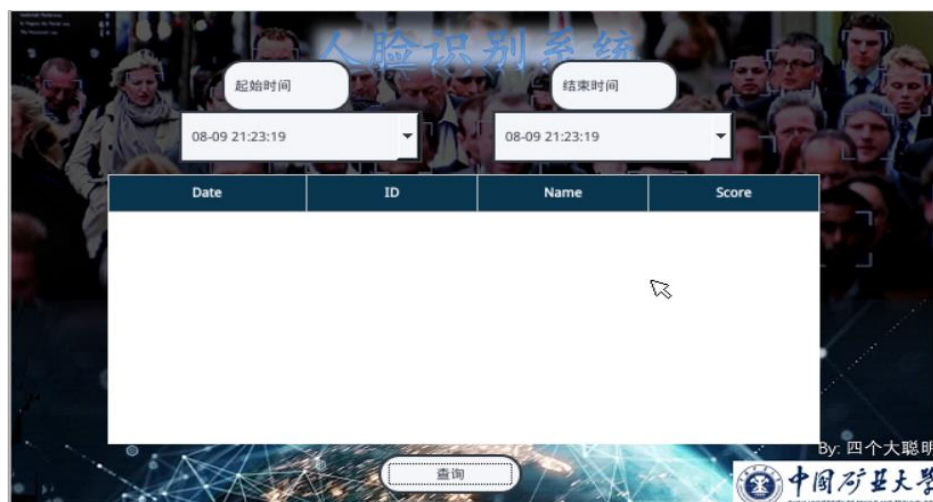 人脸识别系统
起始时间
结束时间
08-09 21:23:19
08-09 21:23:19
Date ID Name Score
查询
By: 四个大聪明
中国矿业大学